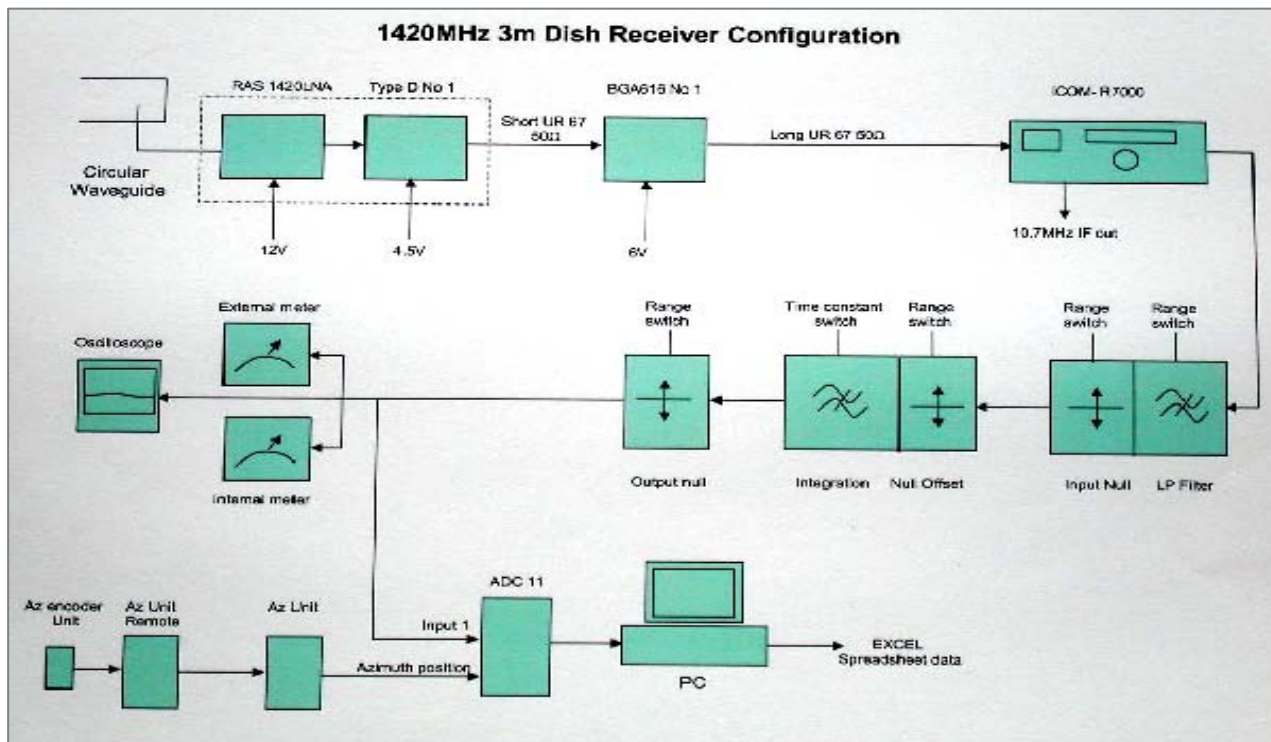 1420MHz 3m Dish Receiver Configuration
RAS 1420LNA
Type D No 1
BGA616 No 1
ICOM- R7000
Short UR 67
50Ω
Long UR 67 50Ω
Circular
Waveguide
12V
4.5V
6V
10.7MHz IF out
External meter
Range
switch
Time constant
switch
Range
switch
Range
switch
Range
switch
Oscilloscope
Internal meter
Output null
Integration
Null Offset
Input Null
LP Filter
ADC 11
Az encoder
Unit
Az Unit
Remote
Az Unit
Input 1
Azimuth position
EXCEL
Spreadsheet data
PC